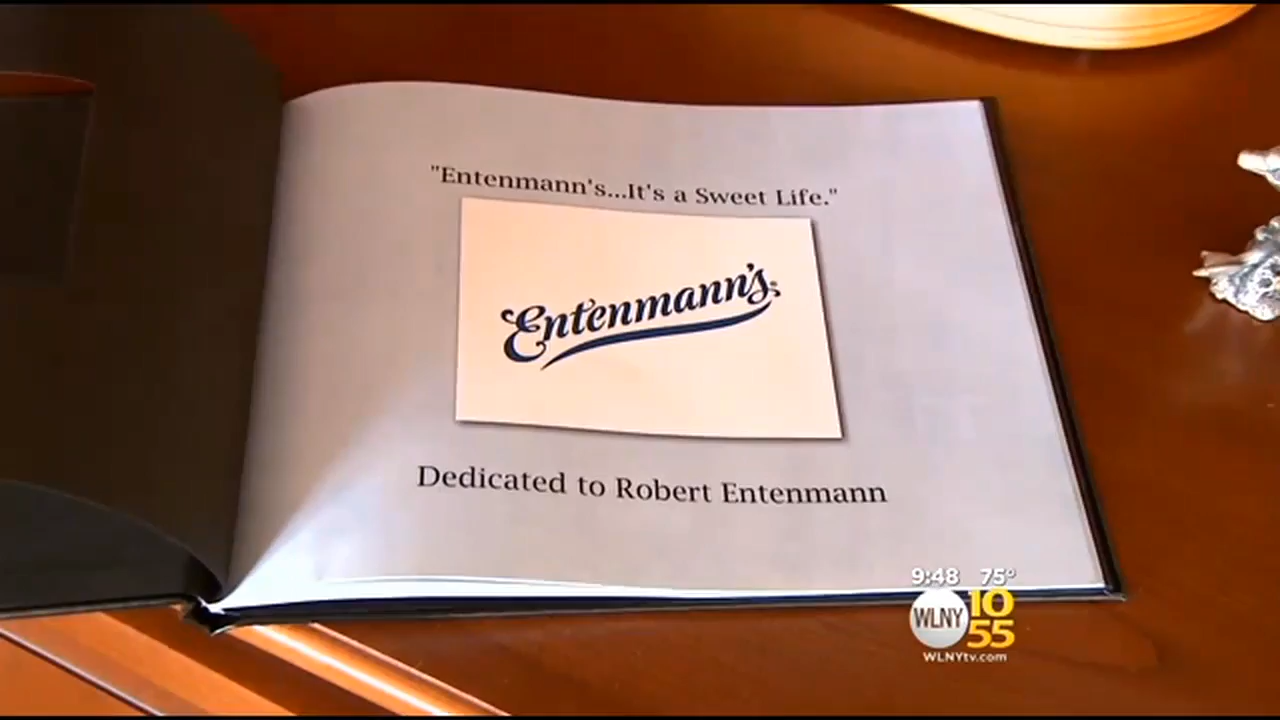 "Entenmann's...It's a Sweet Life."
Entenmann's
Dedicated to Robert Entenmann
9:48 75°
WLNY 10
55
WLNYtv.com